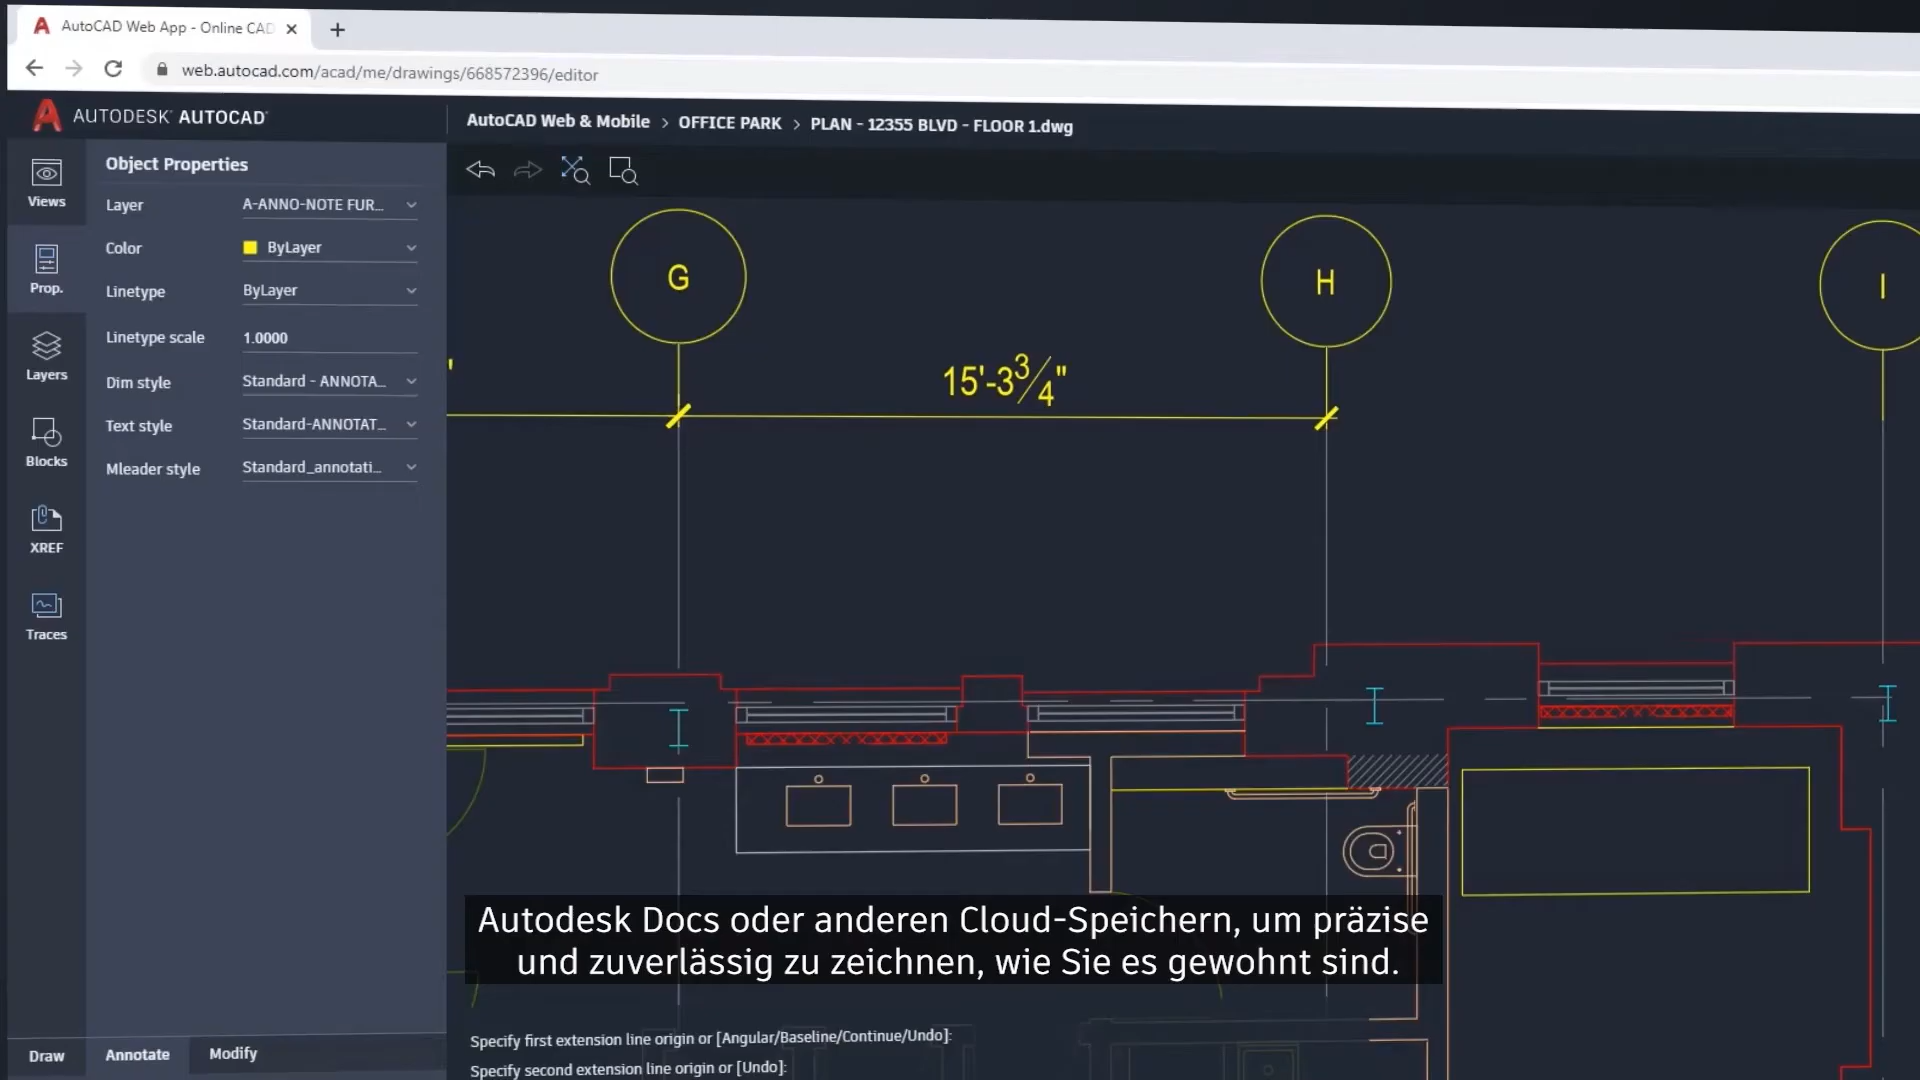 AutoCAD Web App - Online CAD
web.autocad.com/acad/me/drawings/668572396/editor
AUTODESK AUTOCAD
AutoCAD Web & Mobile > OFFICE PARK > PLAN - 12355 BLVD - FLOOR 1.dwg
Views
Prop.
Layers
Blocks
XREF
Traces
Object Properties
Layer A-ANNO-NOTE FUR...
Color ByLayer
Linetype ByLayer
Linetype scale 1.0000
Dim style Standard - ANNOTA...
Text style Standard-ANNOTAT...
Mleader style Standard_annotati...
G
H
I
'
15'-3 3/4"
Autodesk Docs oder anderen Cloud-Speichern, um präzise
und zuverlässig zu zeichnen, wie Sie es gewohnt sind.
Specify first extension line origin or [Angular/Baseline/Continue/Undo]:
Specify second extension line origin or [Undo]:
Draw Annotate Modify